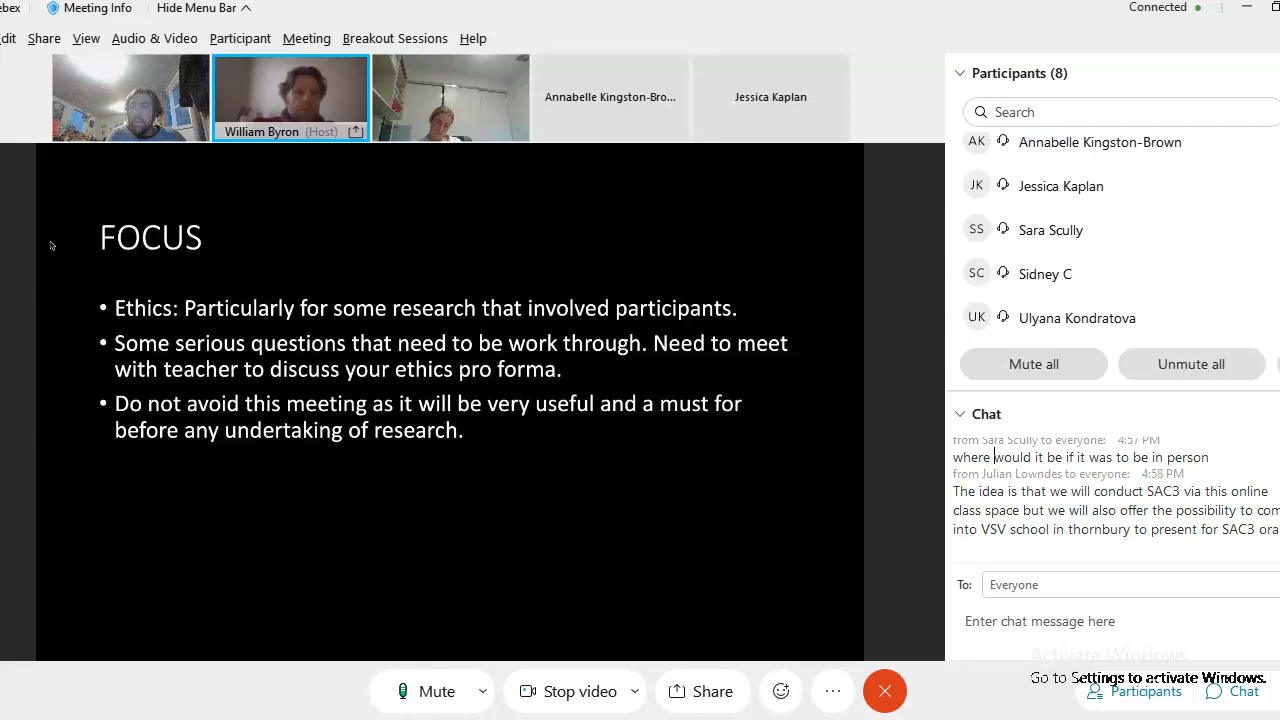 ebex Meeting Info Hide Menu Bar Connected
dit Share View Audio & Video Participant Meeting Breakout Sessions Help
William Byron (Host)
Annabelle Kingston-Bro...
Jessica Kaplan
FOCUS
• Ethics: Particularly for some research that involved participants.
• Some serious questions that need to be work through. Need to meet
with teacher to discuss your ethics pro forma.
• Do not avoid this meeting as it will be very useful and a must for
before any undertaking of research.
Participants (8)
Search
AK Annabelle Kingston-Brown
JK Jessica Kaplan
SS Sara Scully
SC Sidney C
UK Ulyana Kondratova
Mute all Unmute all
Chat
from Sara Scully to everyone: 4:57 PM
where would it be if it was to be in person
from Julian Lowndes to everyone: 4:58 PM
The idea is that we will conduct SAC3 via this online
class space but we will also offer the possibility to com
into VSV school in thornbury to present for SAC3 ora
To: Everyone
Enter chat message here
Activate Windows
Go to Settings to activate Windows.
Mute Stop video Share Participants Chat